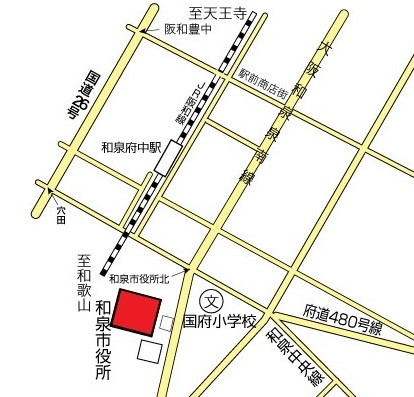 至天王寺
阪和豊中
大阪和泉泉南線
国道26号
駅前商店街
JR阪和線
和泉府中駅
穴田
至和歌山
和泉市役所北
和泉市役所
文
国府小学校
府道480号線
和泉中央線